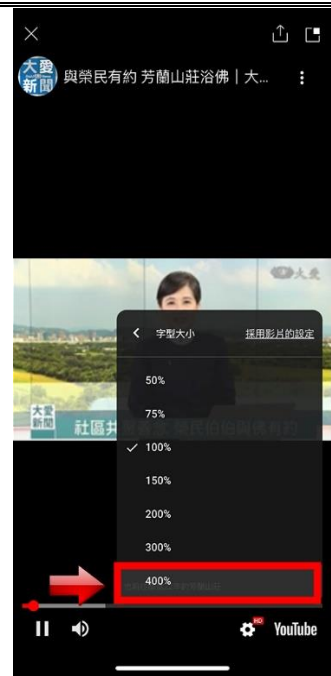 大愛
新聞
與榮民有約 芳蘭山莊浴佛｜大...
大愛
字型大小
採用影片的設定
50%
75%
100%
150%
200%
300%
400%
大愛
新聞
社區共
HD
YouTube